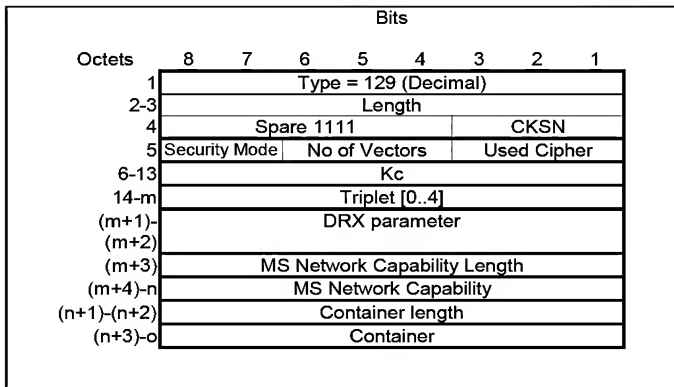 Bits
Octets 8 7 6 5 4 3 2 1
1 Type = 129 (Decimal)
2-3 Length
4 Spare 1111 CKSN
5 Security Mode No of Vectors Used Cipher
6-13 Kc
14-m Triplet [0..4]
(m+1)- DRX parameter
(m+2)
(m+3) MS Network Capability Length
(m+4)-n MS Network Capability
(n+1)-(n+2) Container length
(n+3)-o Container